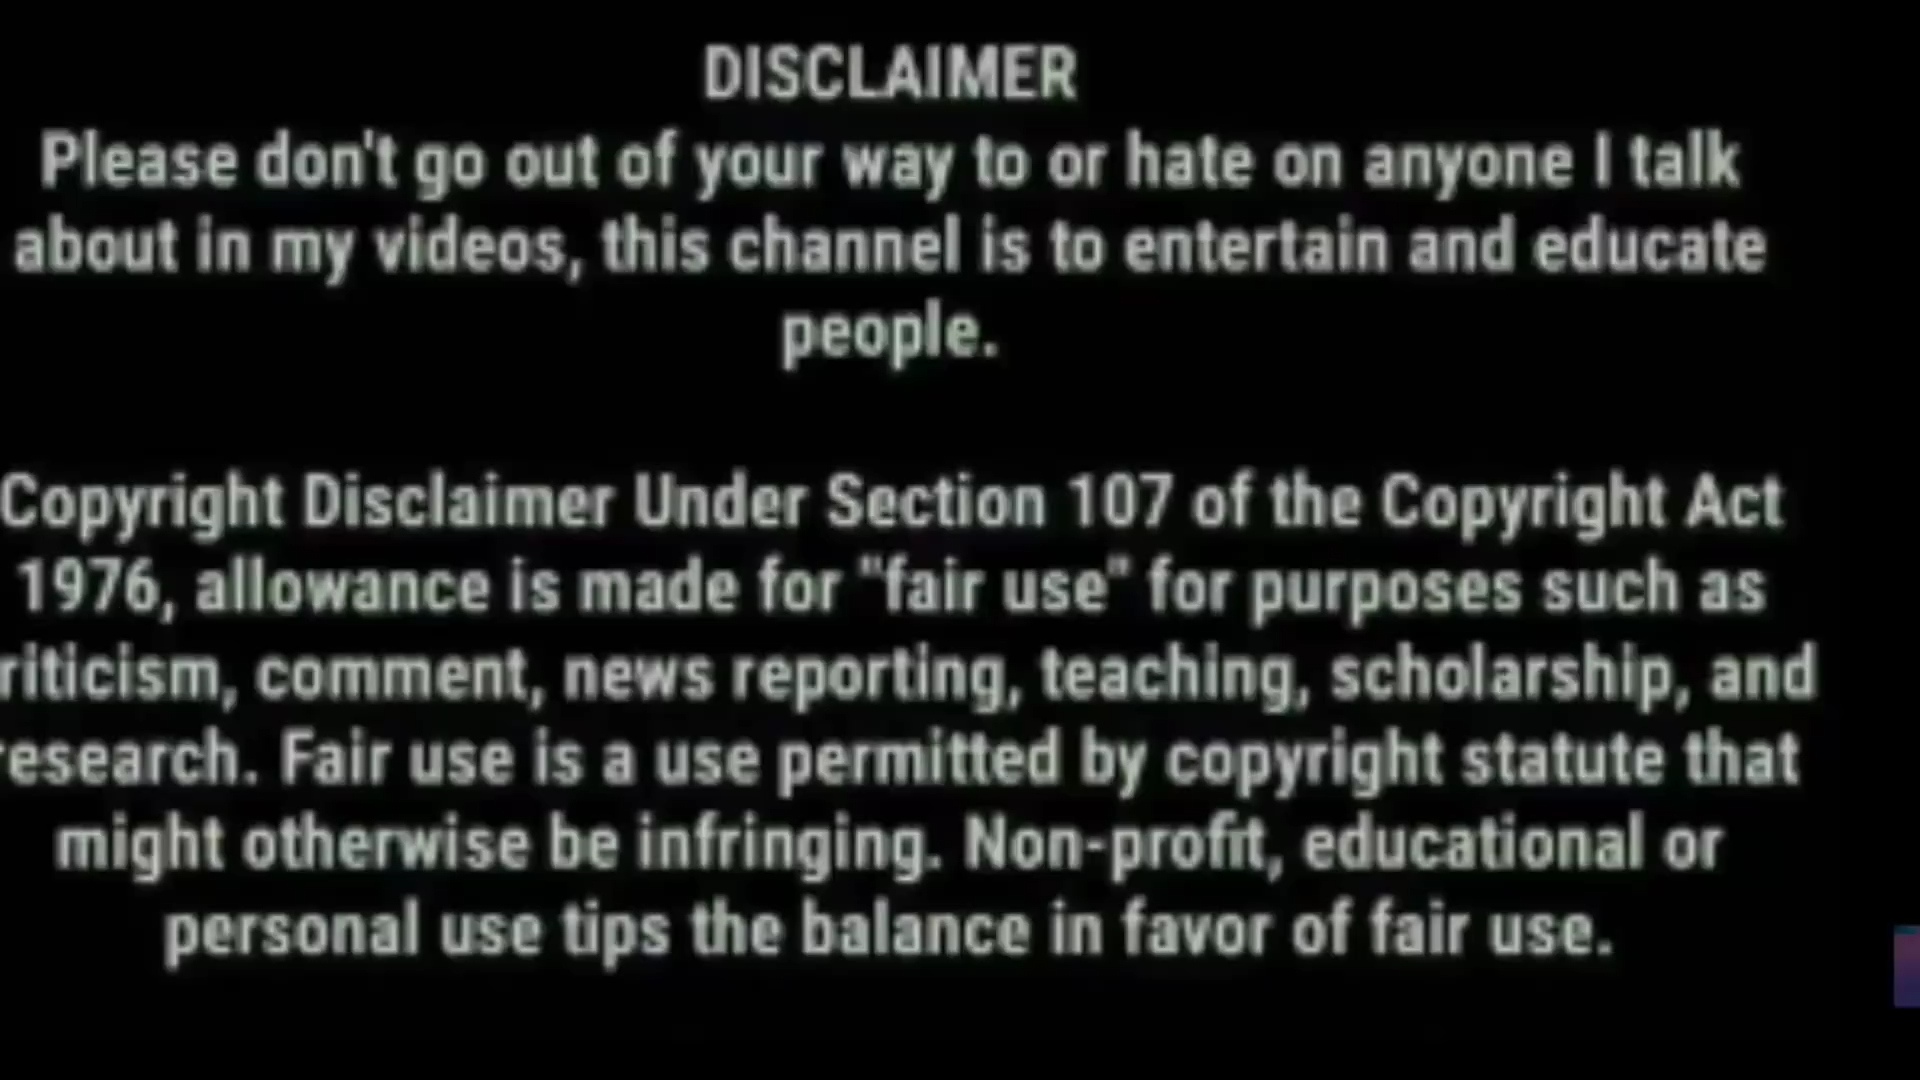 DISCLAIMER
Please don't go out of your way to or hate on anyone I talk
about in my videos, this channel is to entertain and educate
people.
Copyright Disclaimer Under Section 107 of the Copyright Act
1976, allowance is made for "fair use" for purposes such as
riticism, comment, news reporting, teaching, scholarship, and
research. Fair use is a use permitted by copyright statute that
might otherwise be infringing. Non-profit, educational or
personal use tips the balance in favor of fair use.